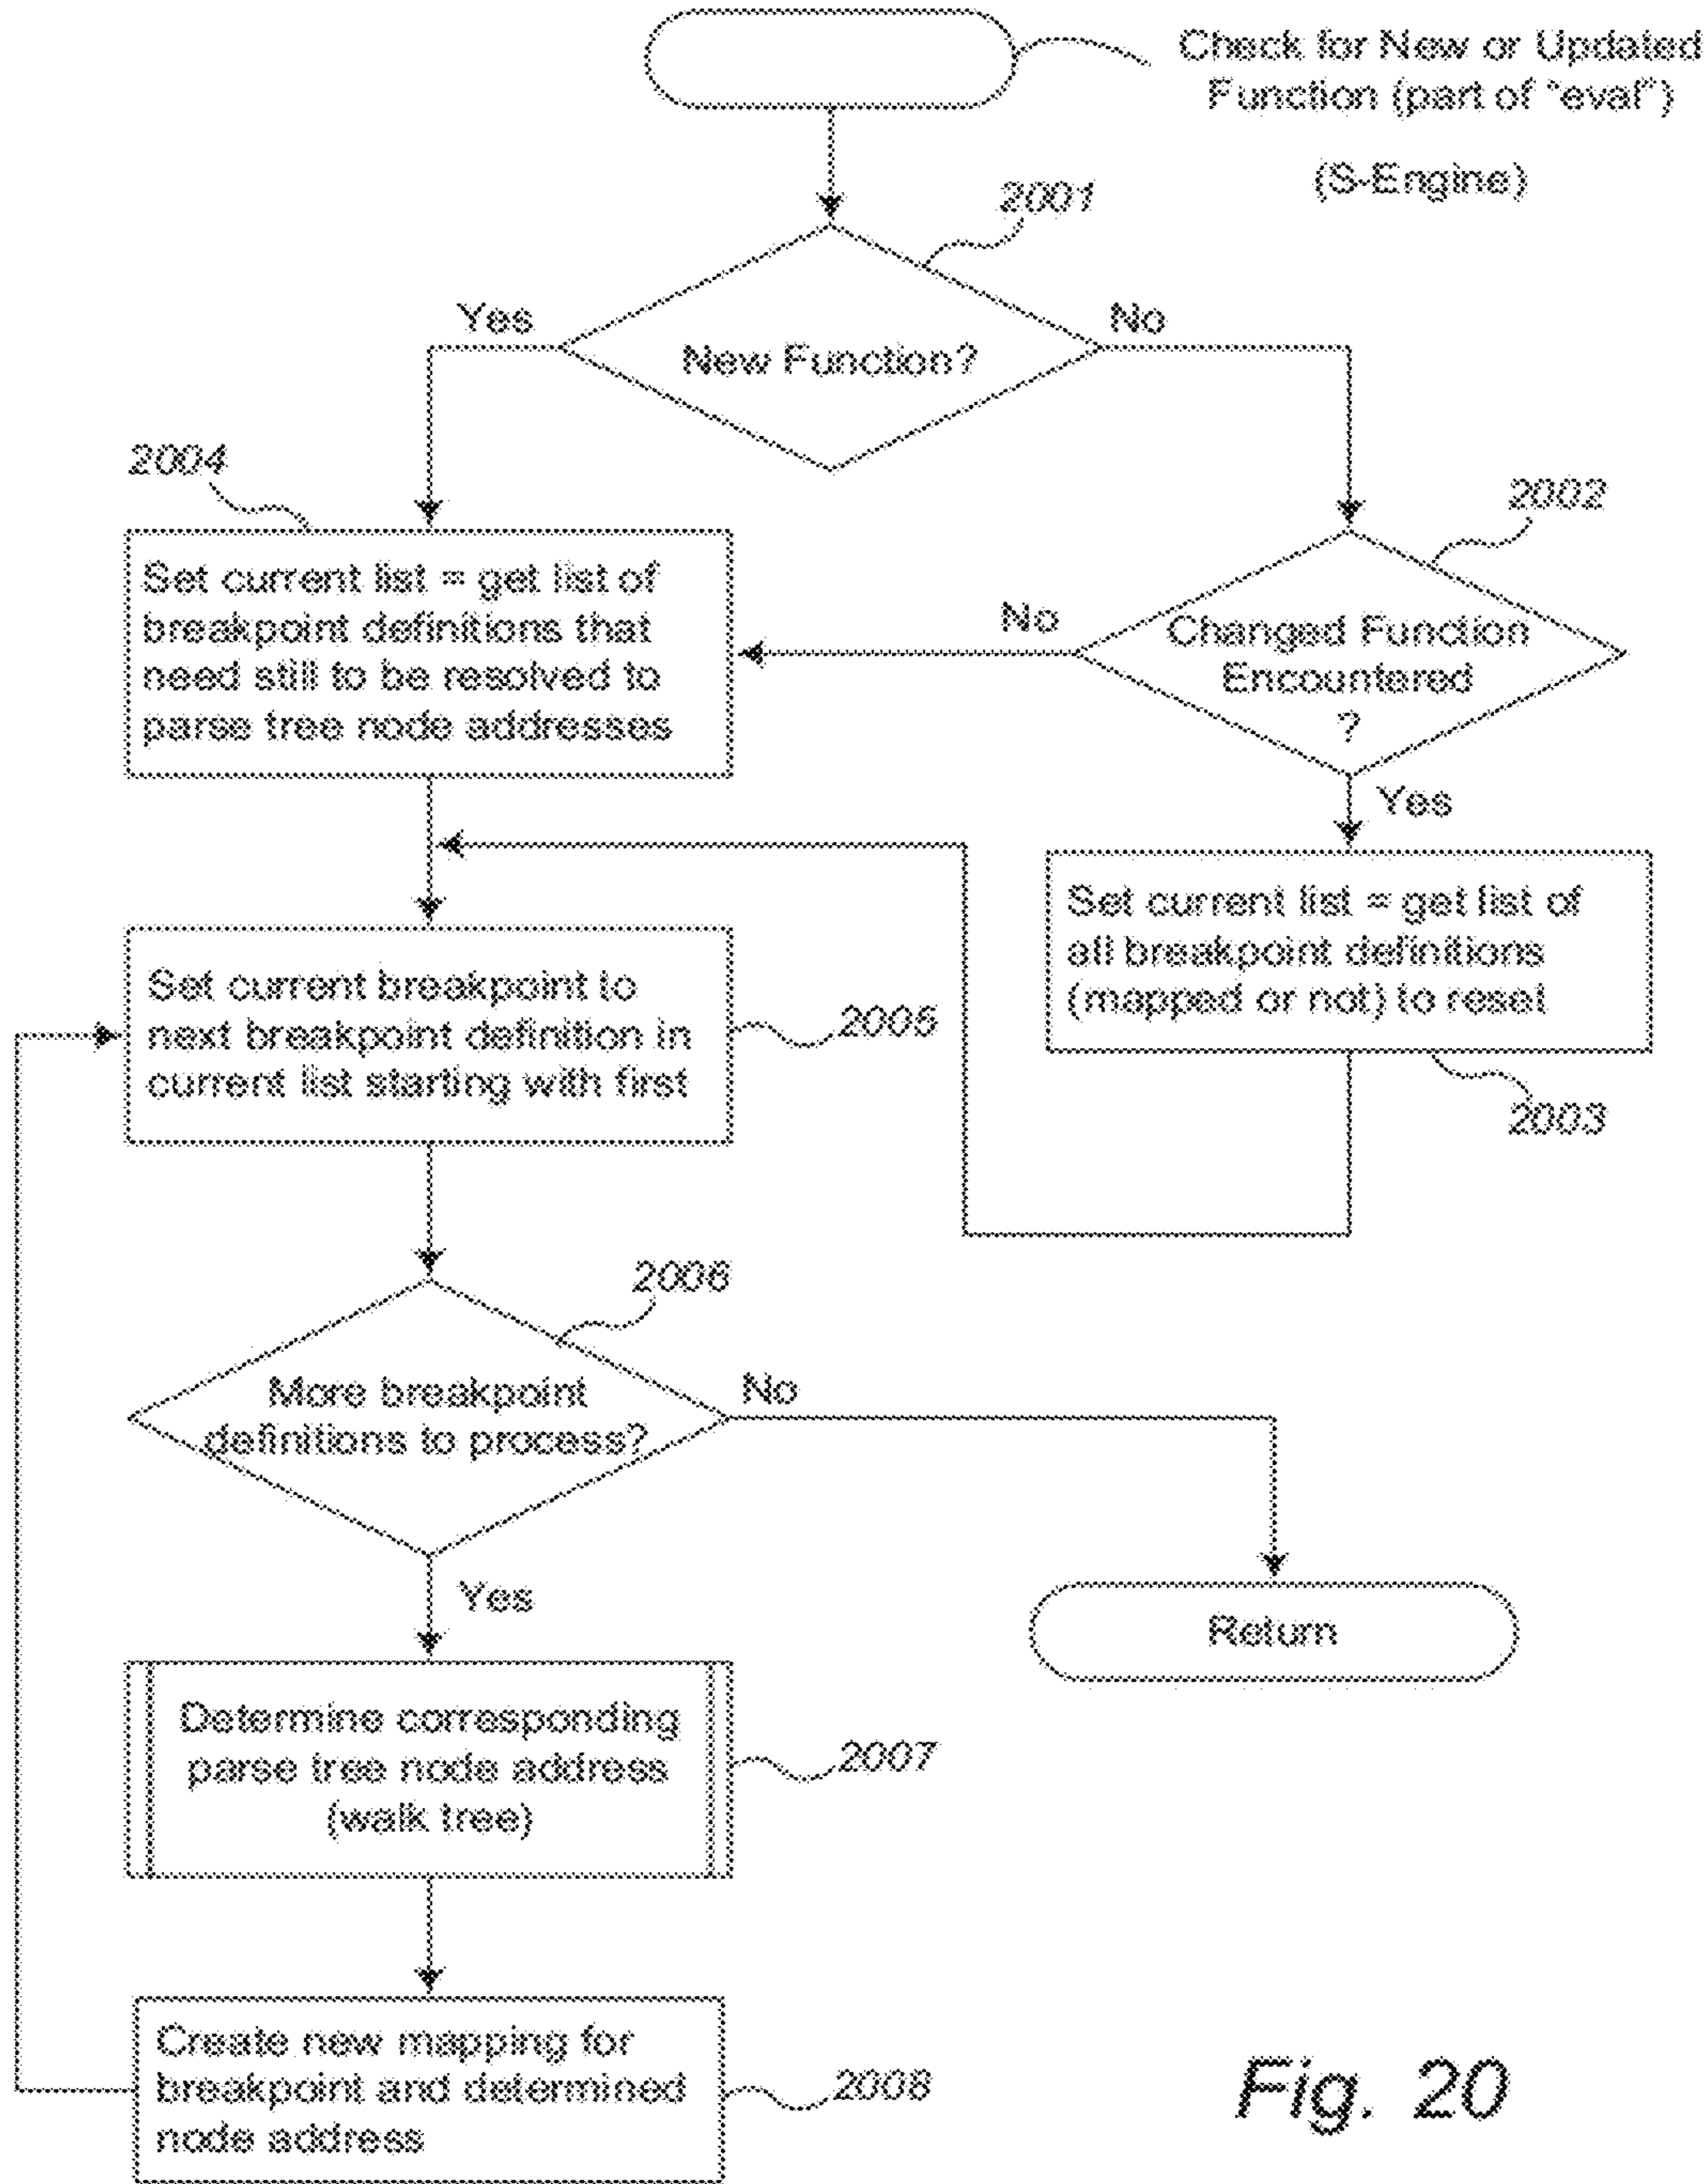 Check for New or Updated
Function (part of "eval")
(S-Engine)
2001
Yes
No
New Function?
2004
2002
Set current list = get list of
breakpoint definitions that
need still to be resolved to
parse tree node addresses
No
Changed Function
Encountered
?
Yes
Set current list = get list of
all breakpoint definitions
(mapped or not) to reset
2003
Set current breakpoint to
next breakpoint definition in
current list starting with first
2005
2006
More breakpoint
definitions to process?
No
Yes
Return
Determine corresponding
parse tree node address
(walk tree)
2007
Create new mapping for
breakpoint and determined
node address
2008
Fig. 20